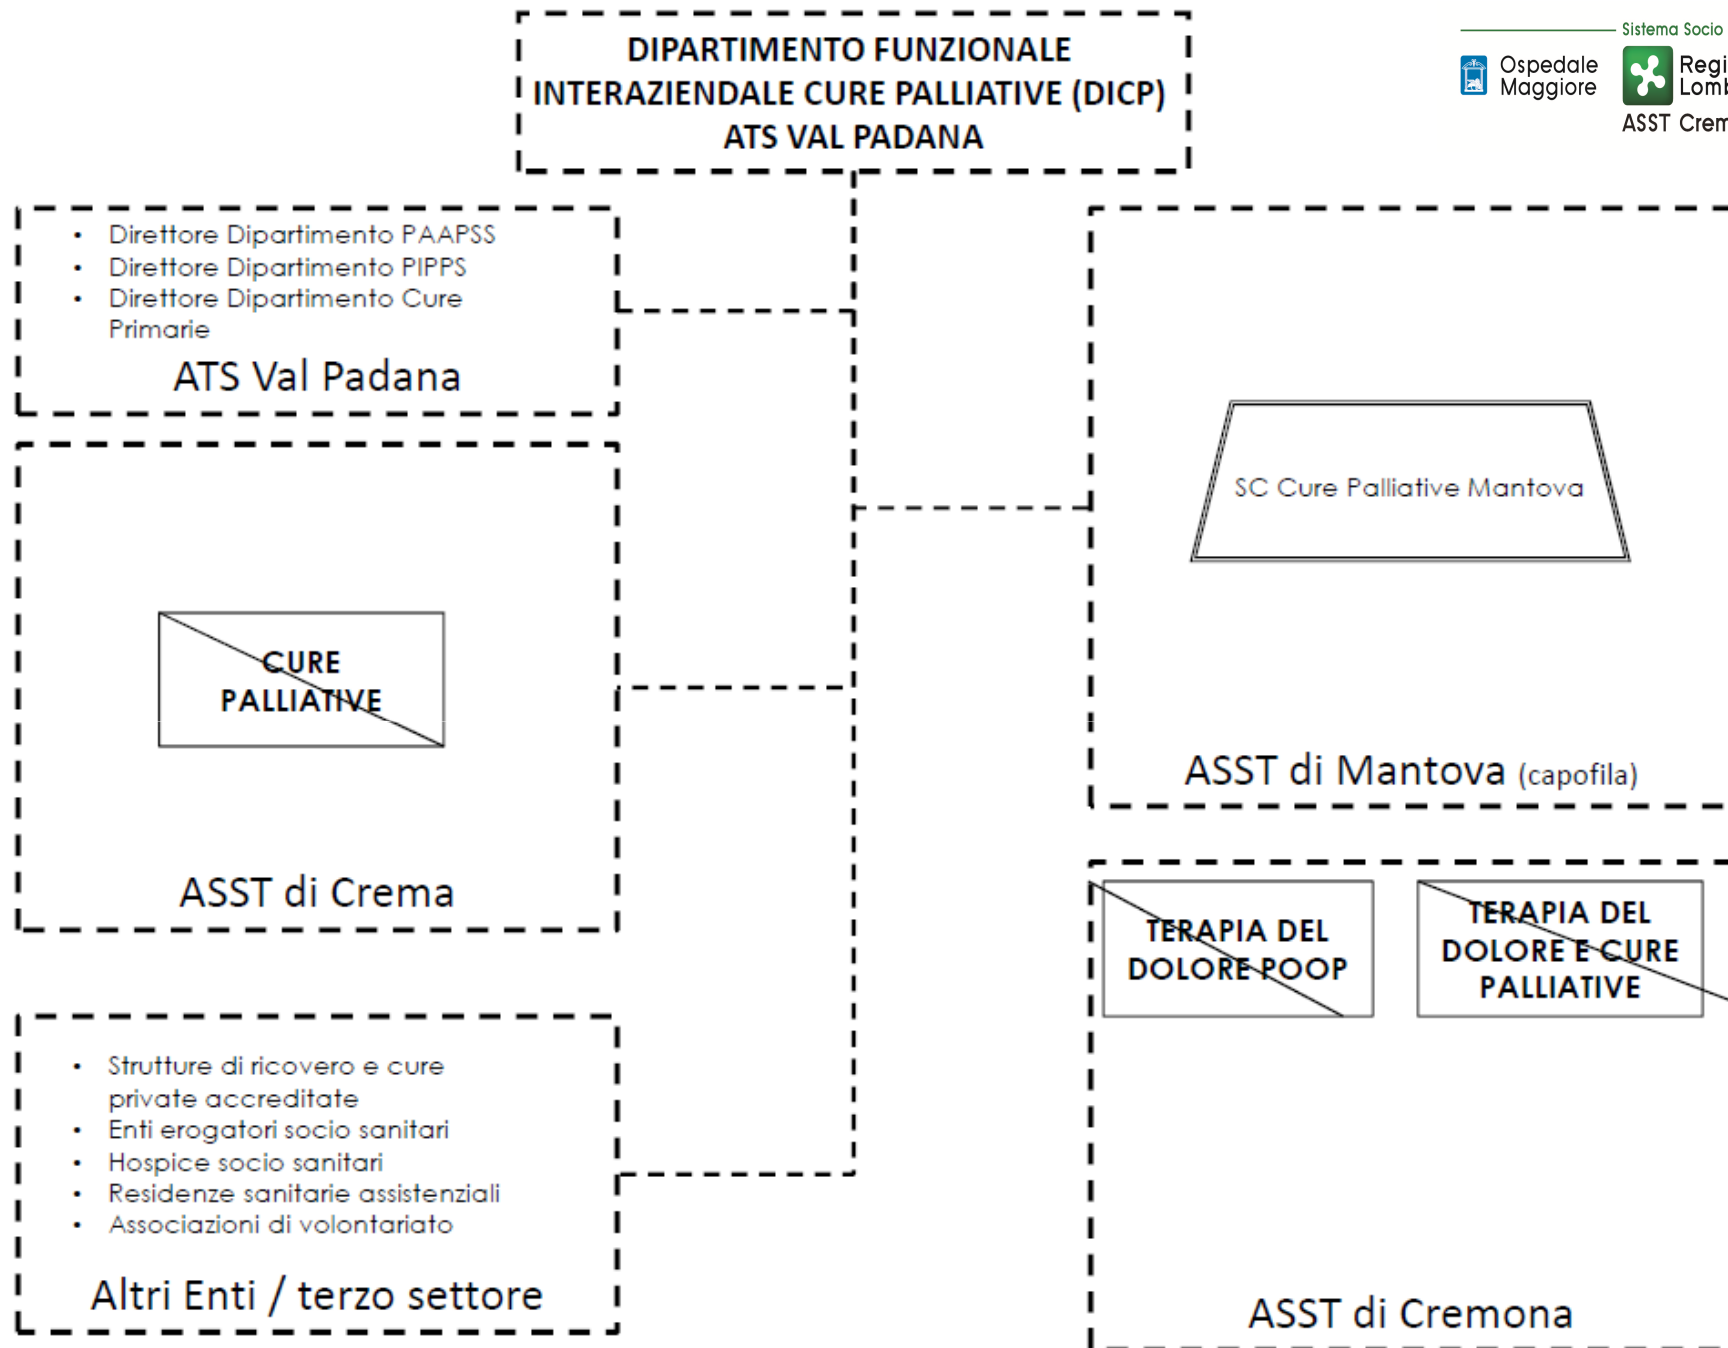 DIPARTIMENTO FUNZIONALE
INTERAZIENDALE CURE PALLIATIVE (DICP)
ATS VAL PADANA
Sistema Socio
Ospedale
Maggiore
ASST
• Direttore Dipartimento PAAPSS
• Direttore Dipartimento PIPPS
• Direttore Dipartimento Cure
Primarie
ATS Val Padana
SC Cure Palliative Mantova
ASST di Mantova (capofila)
CURE
PALLIATIVE
ASST di Crema
TERAPIA DEL
DOLORE POOP
TERAPIA DEL
DOLORE E CURE
PALLIATIVE
ASST di Cremona
• Strutture di ricovero e cure
private accreditate
• Enti erogatori socio sanitari
• Hospice socio sanitari
• Residenze sanitarie assistenziali
• Associazioni di volontariato
Altri Enti / terzo settore